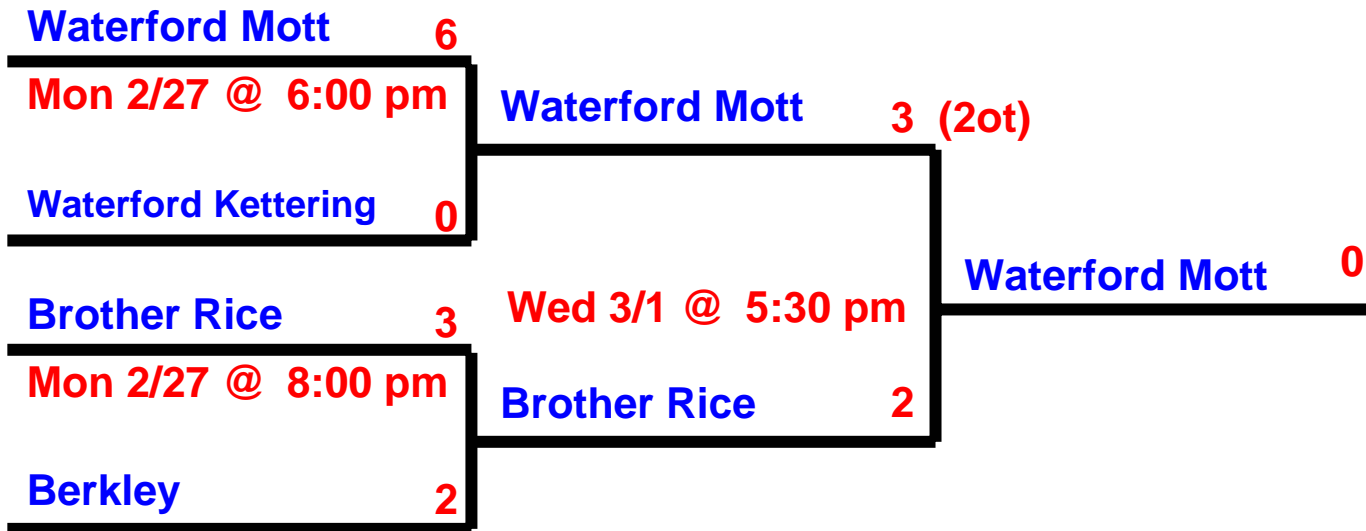 Waterford Mott 6
Mon 2/27 @ 6:00 pm
Waterford Kettering 0
Brother Rice 3
Mon 2/27 @ 8:00 pm
Berkley 2
Waterford Mott 3 (2ot)
Wed 3/1 @ 5:30 pm
Brother Rice 2
Waterford Mott 0